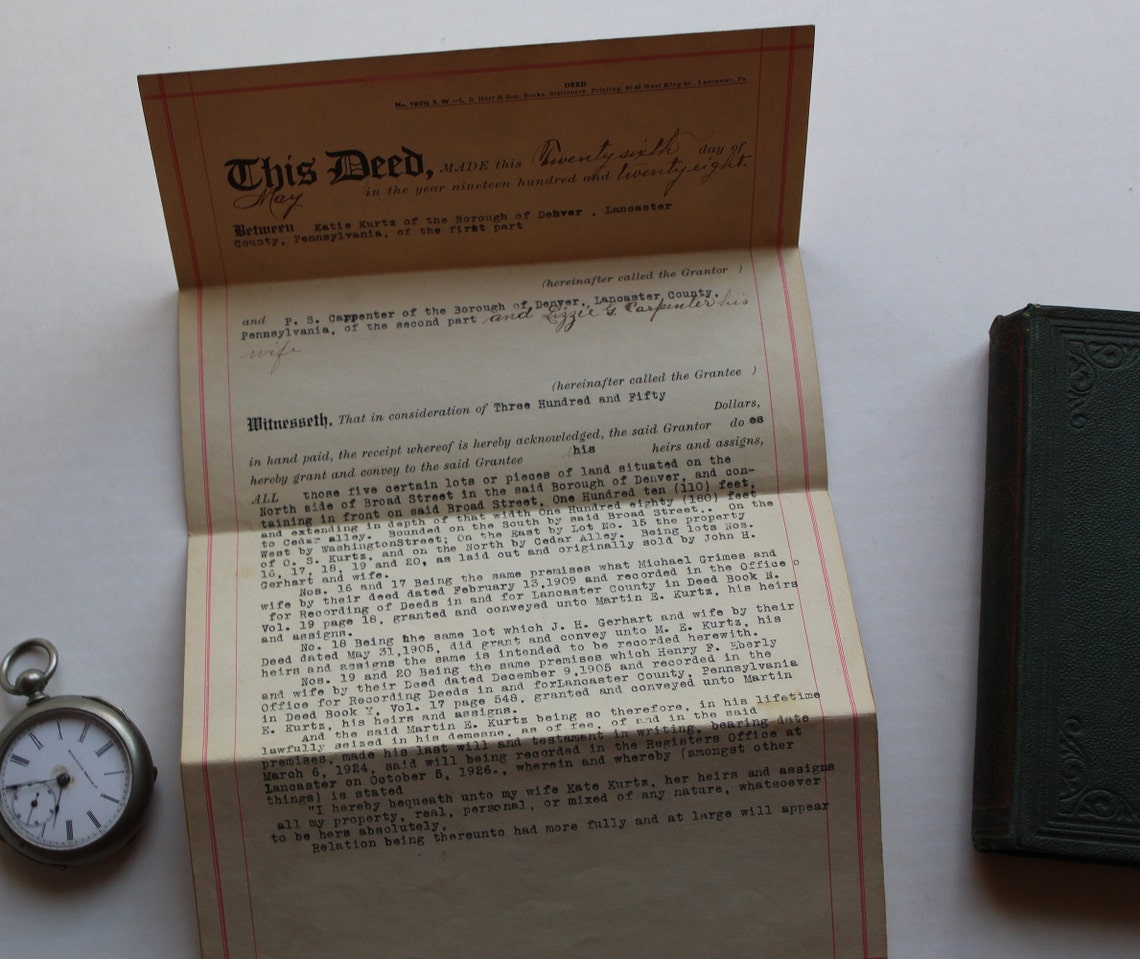 DEED
No. 760½ S. W.—L. B. Herr & Son, Books, Stationery, Printing, 46-48 West King St., Lancaster, Pa.
This Deed, MADE this Twenty sixth day of
May in the year nineteen hundred and twenty eight.
Between Katie Kurts of the Borough of Denver , Lancaster
County, Pennsylvania, of the first part
(hereinafter called the Grantor )
and P. S. Carpenter of the Borough of Denver, Lancaster County,
Pennsylvania, of the second part and Lizzie G. Carpenter his
wife
(hereinafter called the Grantee )
Witnesseth, That in consideration of Three Hundred and Fifty
Dollars,
in hand paid, the receipt whereof is hereby acknowledged, the said Grantor do es
hereby grant and convey to the said Grantee his heirs and assigns,
ALL those five certain lots or pieces of land situated on the
North side of Broad Street in the said Borough of Denver, and con-
taining in front on said Broad Street, One Hundred ten (110) feet,
and extending in depth of that width One Hundred eighty (180) feet
to Cedar alley. Bounded on the South by said Broad Street.. On the
West by WashingtonStreet; On the East by Lot No. 15 the property
of O. S. Kurtz, and on the North by Cedar Alley. Being lots Nos.
16, 17, 18, 19 and 20, as laid out and originally sold by John H.
Gerhart and wife.
Nos. 16 and 17 Being the same premises what Michael Grimes and
wife by their deed dated February 13,1909 and recorded in the Office o
for Recording of Deeds in and for Lancaster County in Deed Book N.
Vol. 19 page 18, granted and conveyed unto Martin E. Kurtz, his heirs
and assigns.
No. 18 Being the same lot which J. H. Gerhart and wife by their
Deed dated May 31,1905, did grant and convey unto M. E. Kurtz, his
heirs and assigns the same is intended to be recorded herewith.
Nos. 19 and 20 Being the same premises which Henry F. Eberly
and wife by their Deed dated December 9,1905 and recorded in the
Office for Recording Deeds in and forLancaster County, Pennsylvania
in Deed Book Y, Vol. 17 page 548, granted and conveyed unto Martin
E. Kurtz, his heirs and assigns.
And the said Martin E. Kurtz being so therefore, in his lifetime
lawfully seized in his demesne, as of fee, of and in the said
premises, made his last will and testament in writing, bearing date
March 6, 1924, said will being recorded in the Registers Office at
Lancaster on October 5, 1926., wherein and whereby (amongst other
things) is stated
"I hereby bequeath unto my wife Kate Kurtz, her heirs and assigns
all my property, real, personal, or mixed of any nature, whatsoever
to be hers absolutely.
Relation being thereunto had more fully and at large will appear